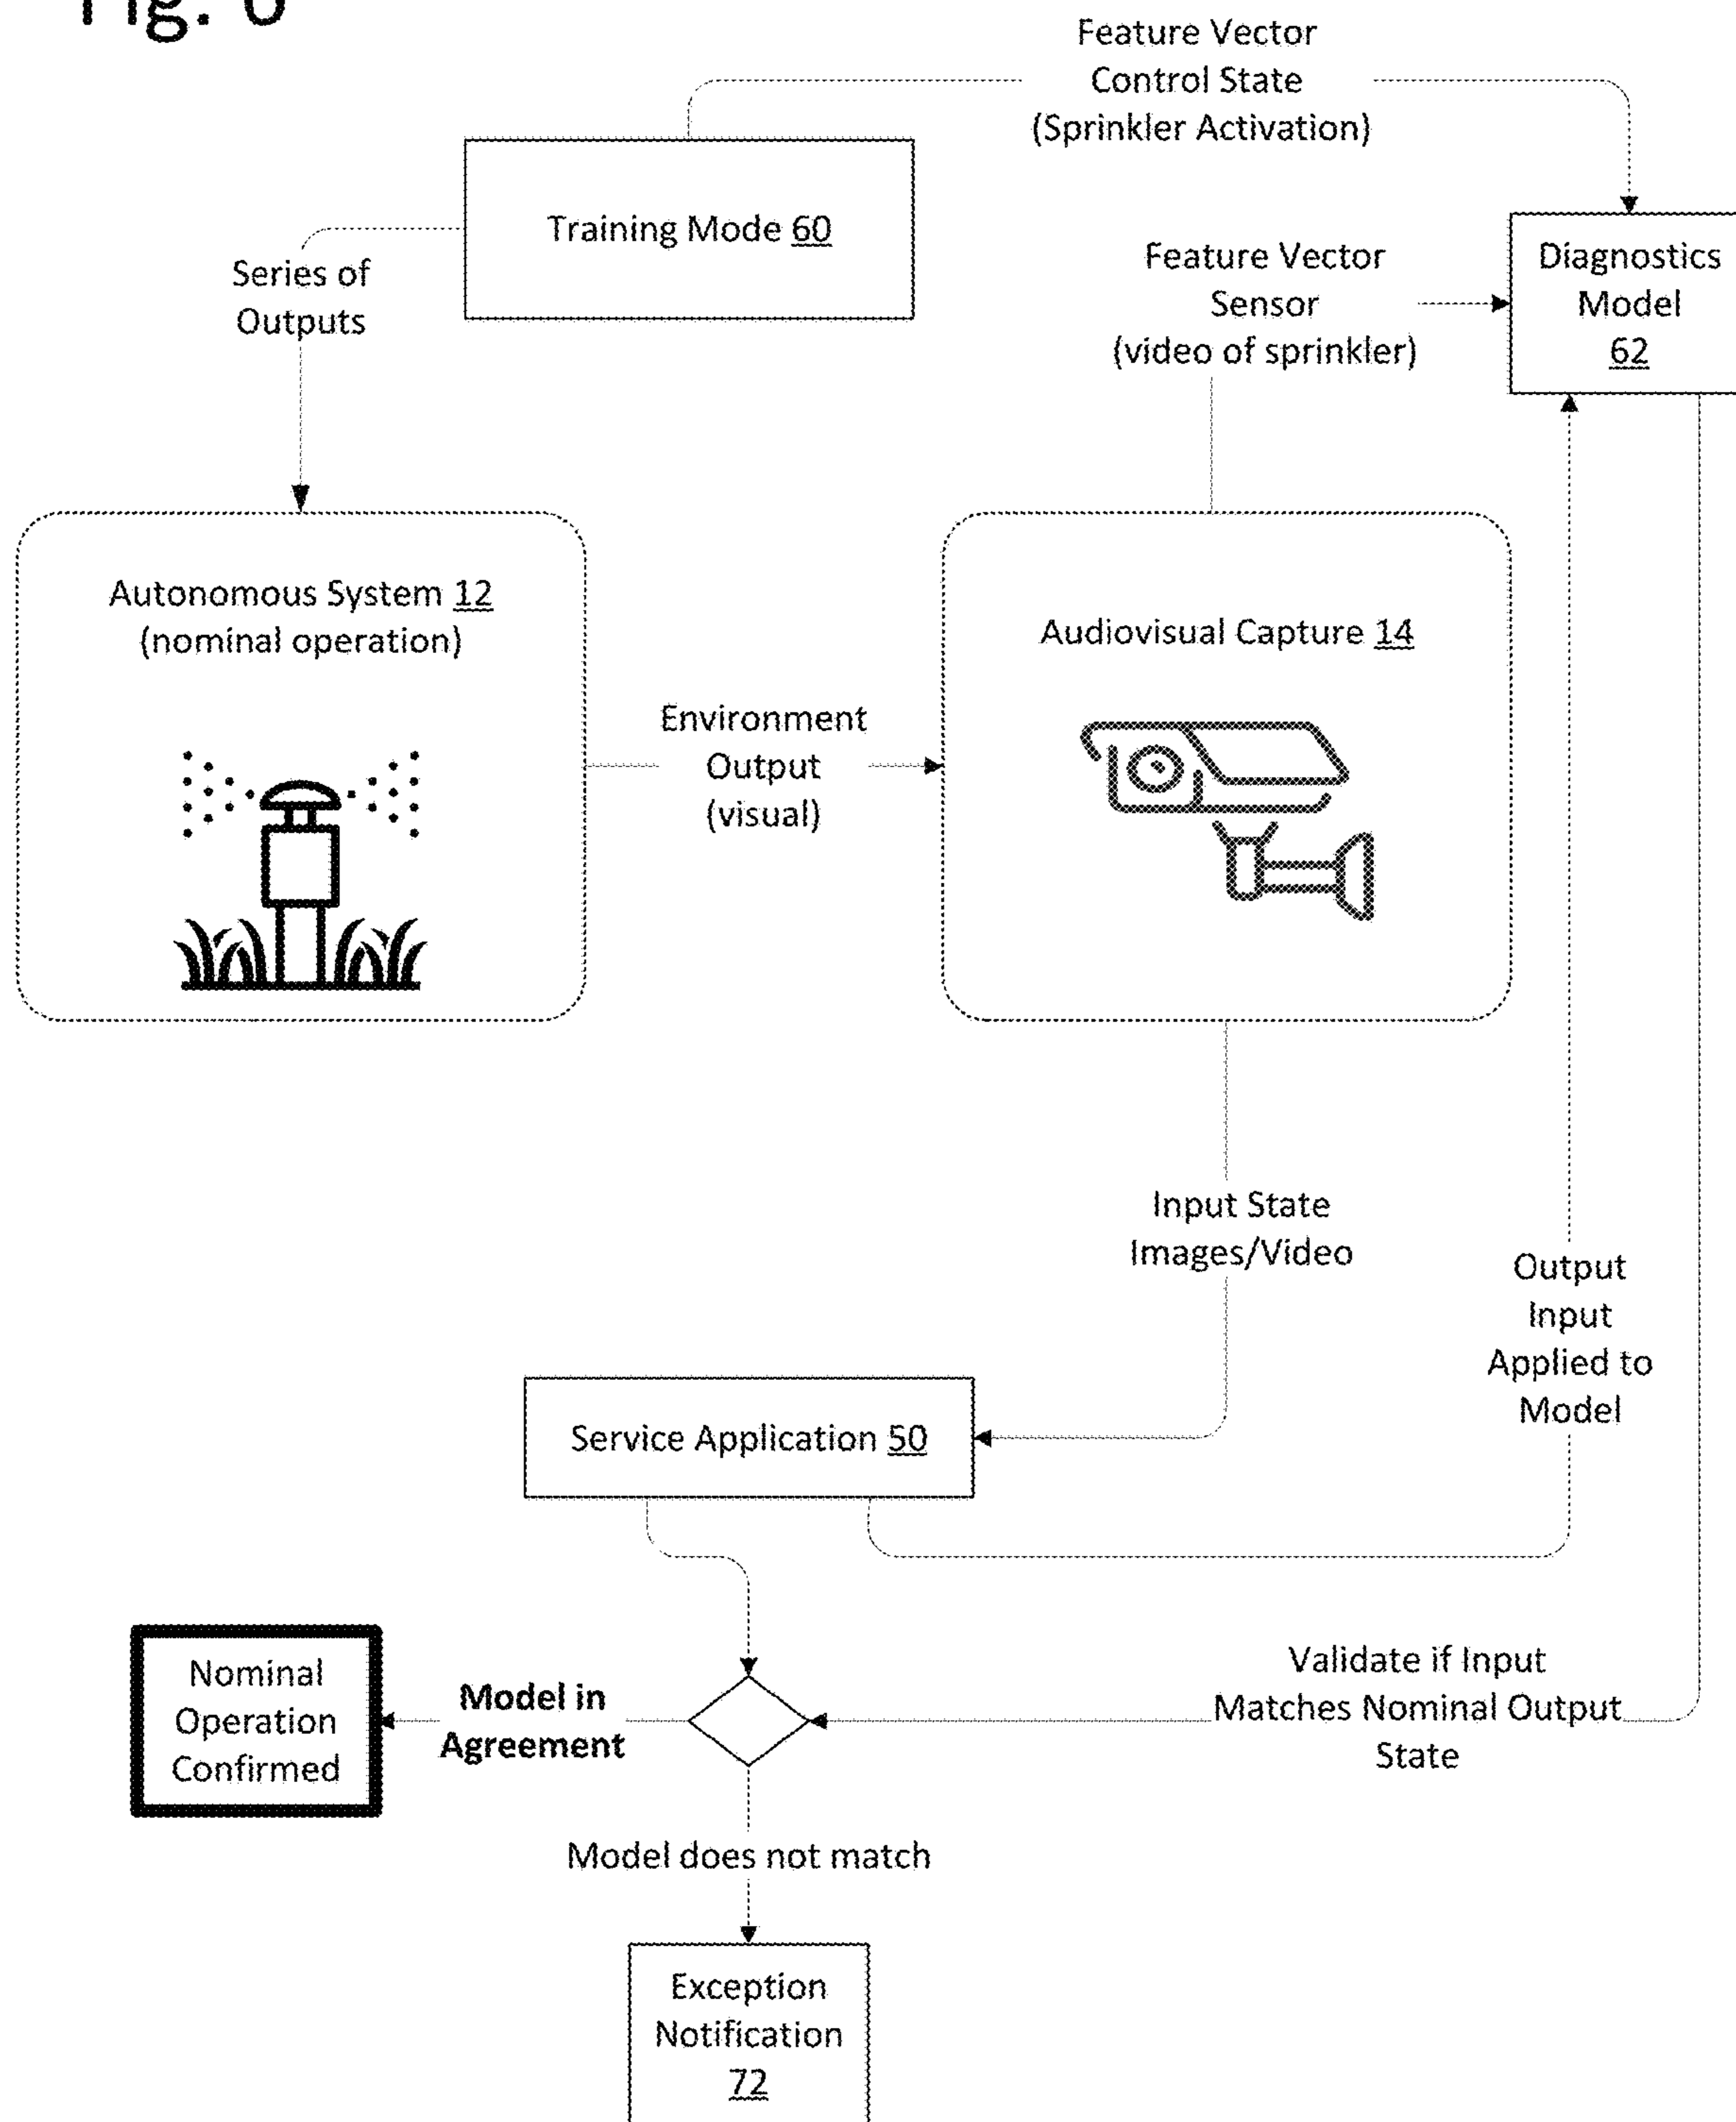 Fig. 6
Feature Vector
Control State
(Sprinkler Activation)
Training Mode 60
Series of
Outputs
Feature Vector
Sensor
(video of sprinkler)
Diagnostics
Model
62
Autonomous System 12
(nominal operation)
Audiovisual Capture 14
Environment
Output
(visual)
Input State
Images/Video
Output
Input
Applied to
Model
Service Application 50
Nominal
Operation
Confirmed
Model in
Agreement
Validate if Input
Matches Nominal Output
State
Model does not match
Exception
Notification
72